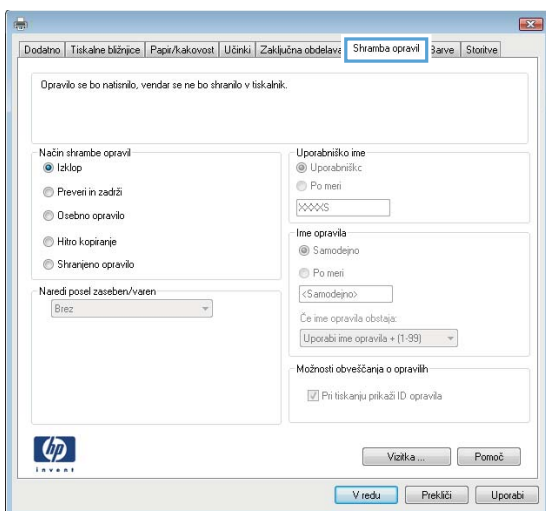 Dodatno Tiskalne bližnjice Papir/kakovost Učinki Zaključna obdelava Shramba opravil Barve Storitve
Opravilo se bo natisnilo, vendar se ne bo shranilo v tiskalnik.
Način shrambe opravil
Izklop
Preveri in zadrži
Osebno opravilo
Hitro kopiranje
Shranjeno opravilo
Naredi posel zaseben/varen
Brez
Uporabniško ime
Uporabniškc
Po meri
XXXXS
Ime opravila
Samodejno
Po meri
<Samodejno>
Če ime opravila obstaja:
Uporabi ime opravila + (1-99)
Možnosti obveščanja o opravilih
Pri tiskanju prikaži ID opravila
hp
invent
Vizitka ... Pomoč
V redu Prekliči Uporabi